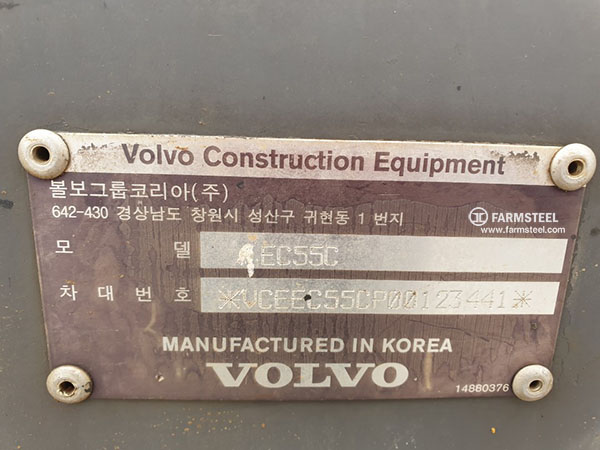 Volvo Construction Equipment
볼보그룹코리아(주)
642-430 경상남도 창원시 성산구 귀현동 1 번지
FARMSTEEL
www.farmsteel.com
모 델 EC55C
차 대 번 호 *VCEEC55CP00123441*
MANUFACTURED IN KOREA
VOLVO
14880376